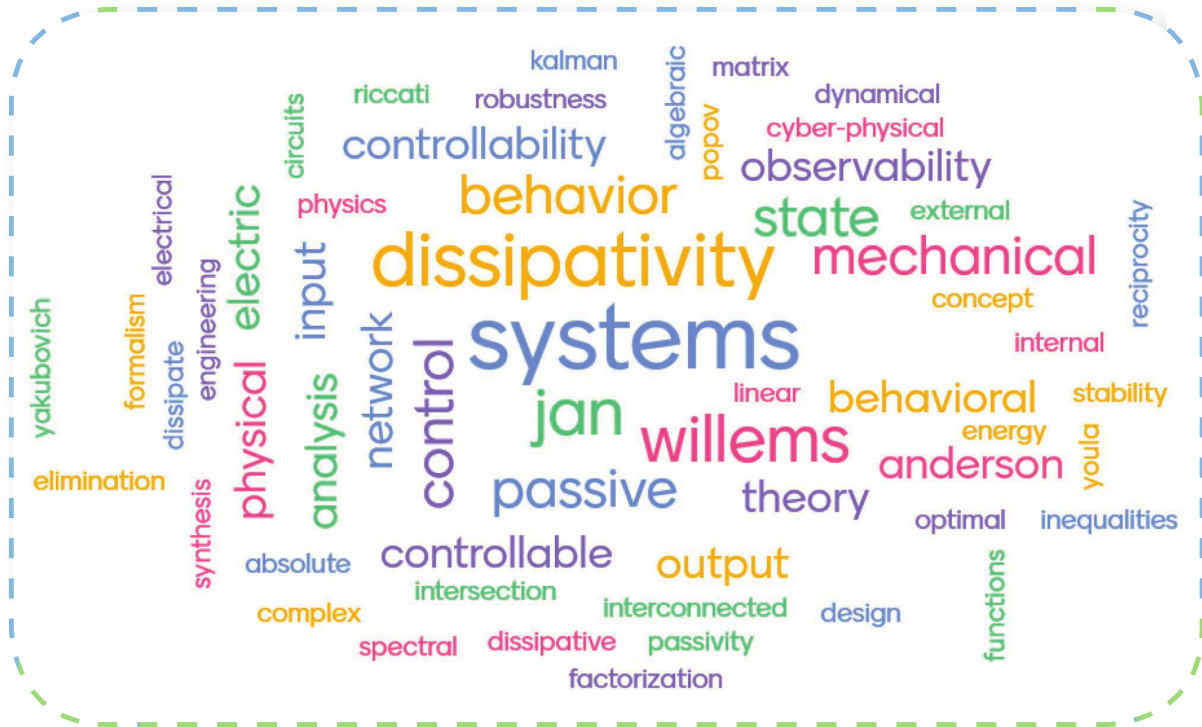 kalman
algebraic
matrix
riccati
robustness
dynamical
circuits
controllability
popov
cyber-physical
observability
electrical
electric
physics
behavior
state
external
reciprocity
engineering
input
dissipativity
mechanical
yakubovich
formalism
dissipate
network
systems
concept
internal
physical
analysis
control
jan
linear
behavioral
stability
willems
energy
youla
elimination
passive
anderson
theory
synthesis
optimal
inequalities
absolute
controllable
output
functions
intersection
complex
interconnected
design
spectral
dissipative
passivity
factorization